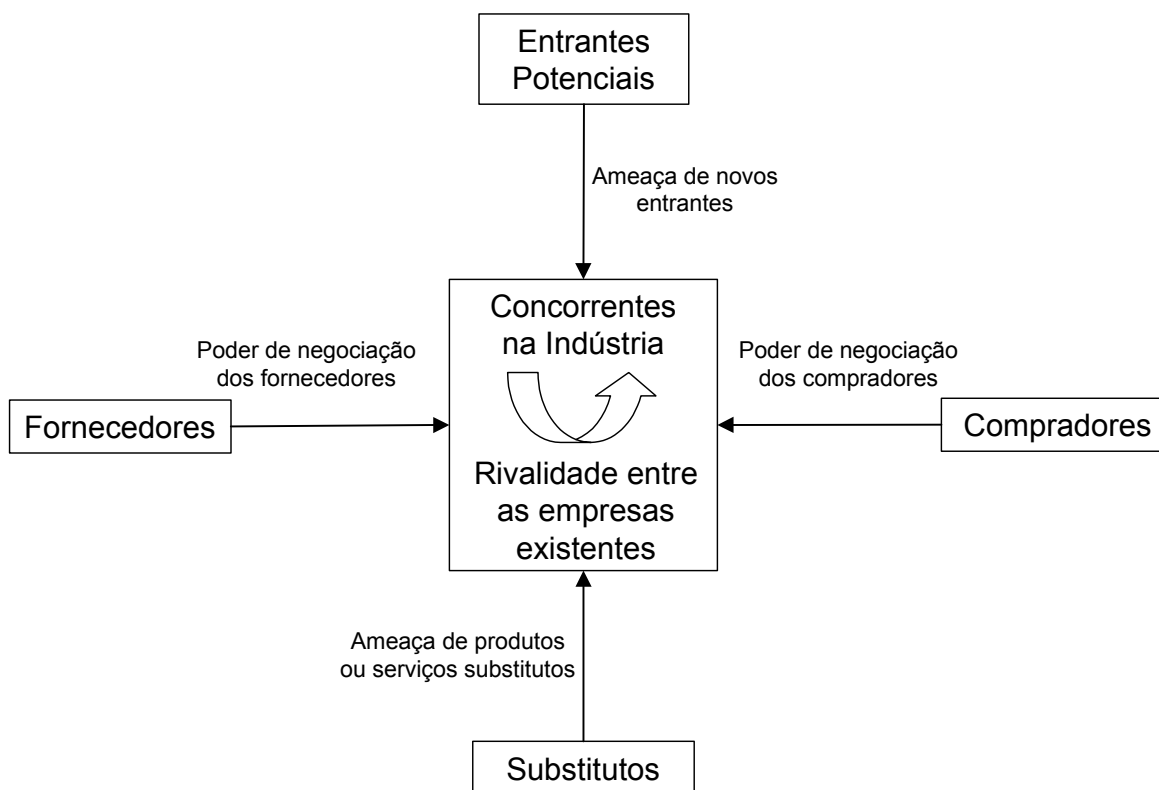 Entrantes
Potenciais
Ameaça de novos
entrantes
Concorrentes
na Indústria
Poder de negociação
dos fornecedores
Poder de negociação
dos compradores
Fornecedores
Compradores
Rivalidade entre
as empresas
existentes
Ameaça de produtos
ou serviços substitutos
Substitutos